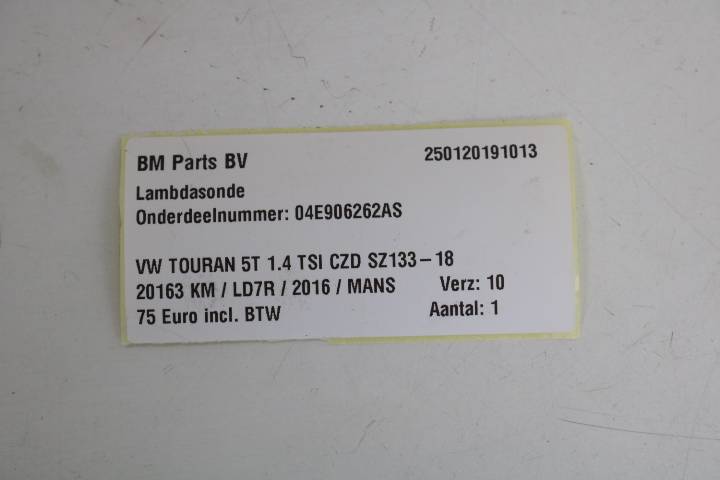 BM Parts BV 250120191013
Lambdasonde
Onderdeelnummer: 04E906262AS
VW TOURAN 5T 1.4 TSI CZD SZ133-18
20163 KM / LD7R / 2016 / MANS Verz: 10
75 Euro incl. BTW Aantal: 1